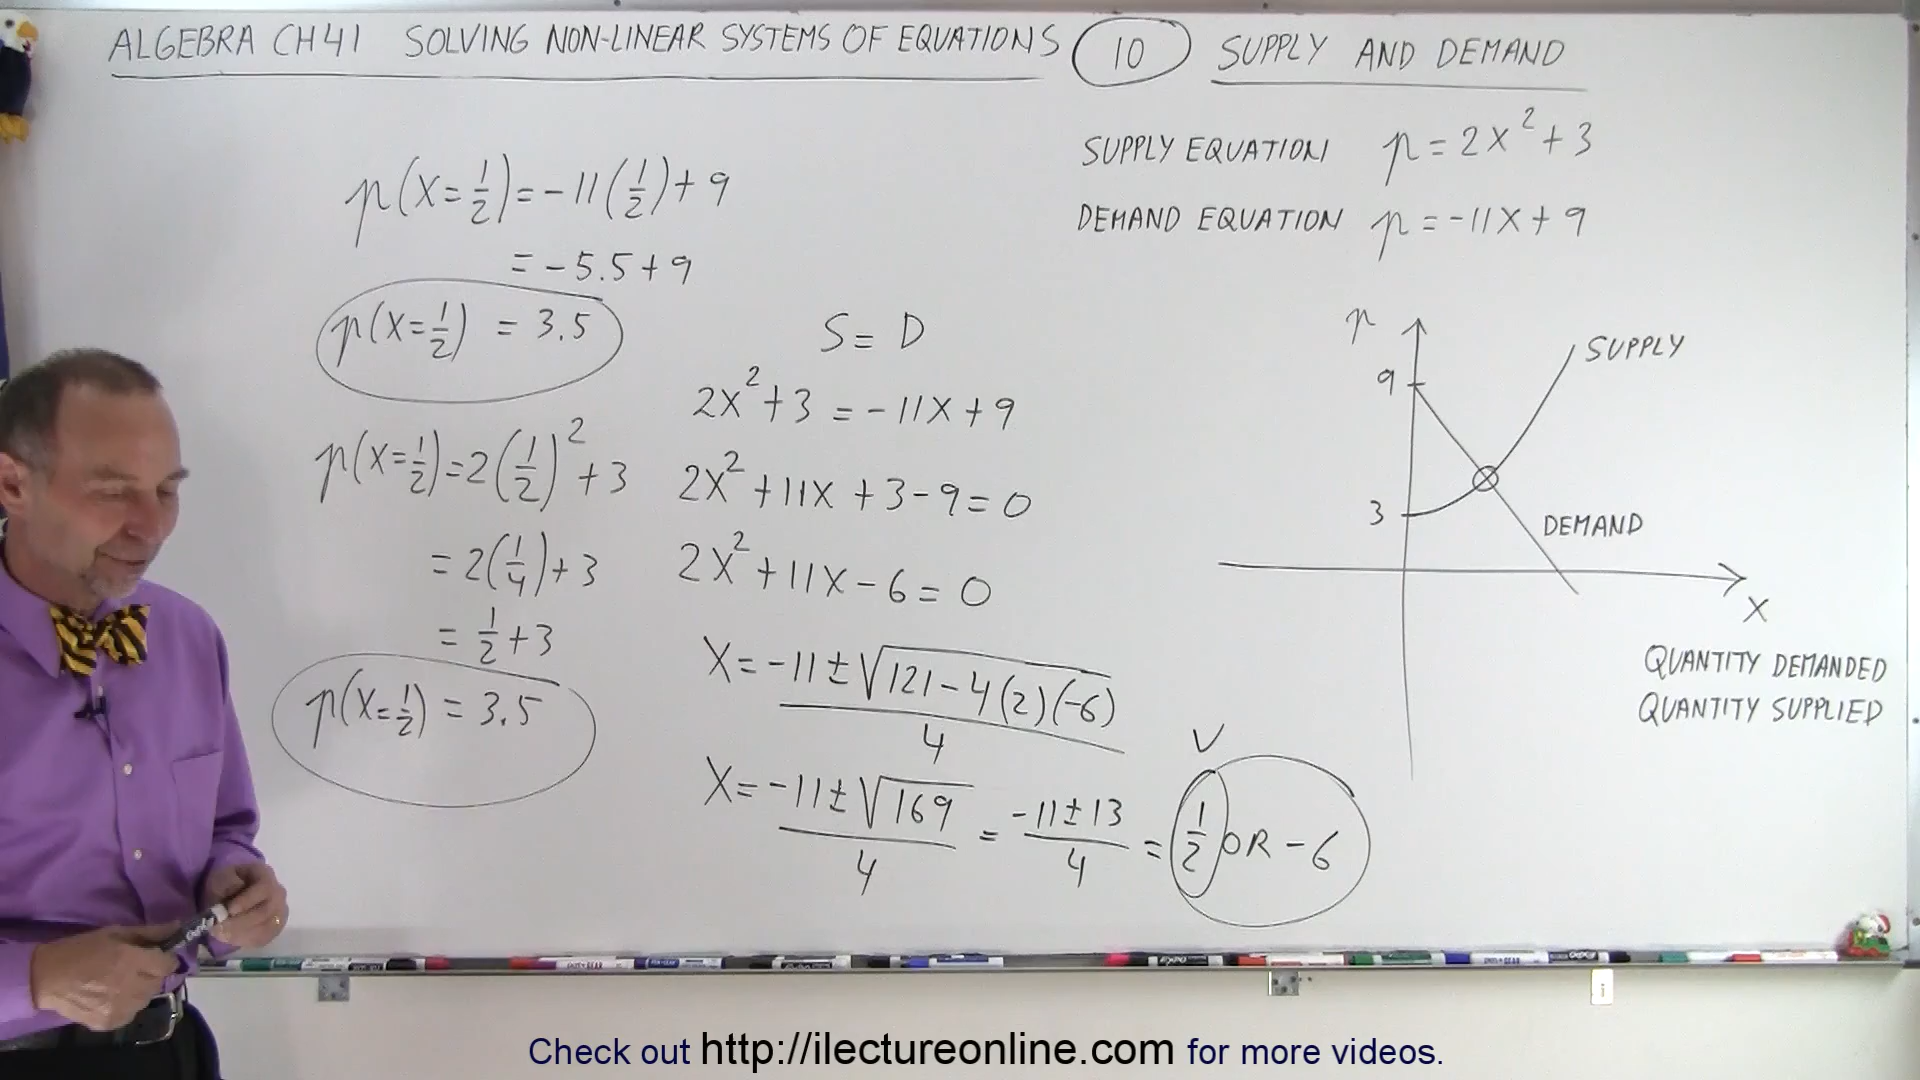 ALGEBRA CH 41 SOLVING NON-LINEAR SYSTEMS OF EQUATIONS 10 SUPPLY AND DEMAND
SUPPLY EQUATION p = 2x² + 3
DEMAND EQUATION p = -11x + 9
p(x=1/2) = -11(1/2) + 9
= -5.5 + 9
p(x=1/2) = 3.5
p(x=1/2) = 2(1/2)² + 3
= 2(1/4) + 3
= 1/2 + 3
p(x=1/2) = 3.5
S = D
2x² + 3 = -11x + 9
2x² + 11x + 3 - 9 = 0
2x² + 11x - 6 = 0
x = -11 ± √121 - 4(2)(-6) / 4
x = -11 ± √169 / 4 = -11 ± 13 / 4 = 1/2 OR -6
p
9
SUPPLY
3
DEMAND
x
QUANTITY DEMANDED
QUANTITY SUPPLIED
Check out http://ilectureonline.com for more videos.